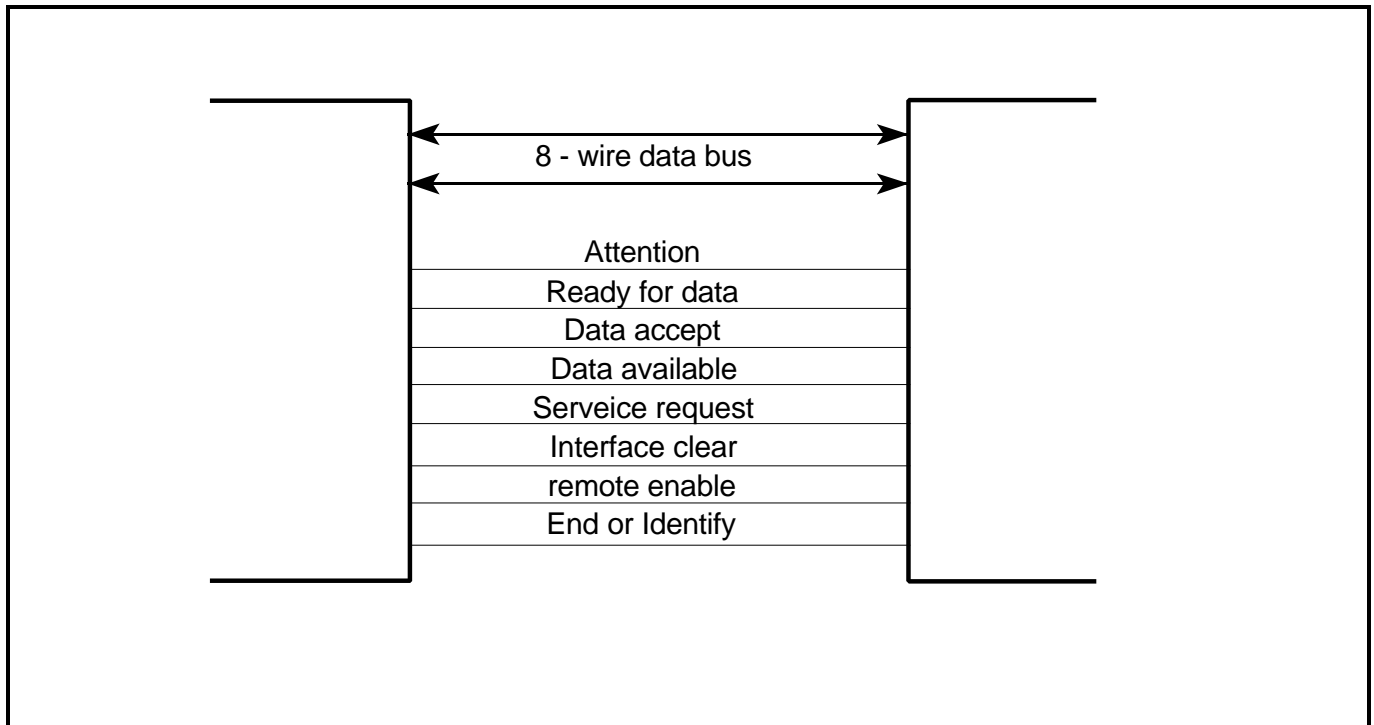 8 - wire data bus
Attention
Ready for data
Data accept
Data available
Serveice request
Interface clear
remote enable
End or Identify